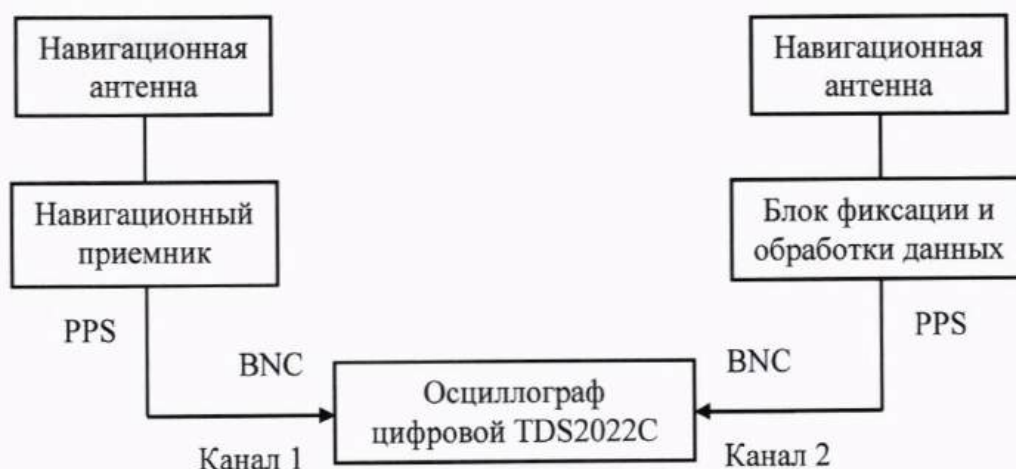 Навигационная
антенна
Навигационная
антенна
Навигационный
приемник
Блок фиксации и
обработки данных
PPS
PPS
BNC
BNC
Осциллограф
цифровой TDS2022C
Канал 1
Канал 2